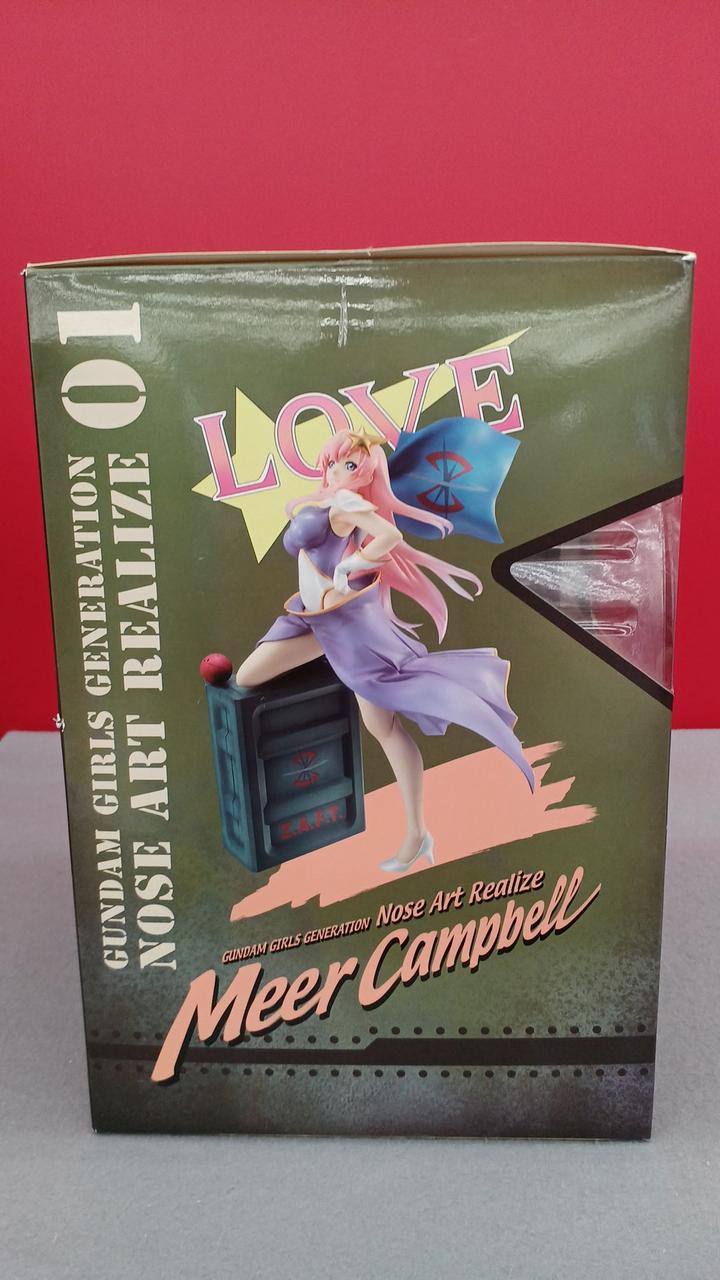 GUNDAM GIRLS GENERATION 01
NOSE ART REALIZE
LOVE
Z.A.F.T.
GUNDAM GIRLS GENERATION Nose Art Realize
Meer Campbell